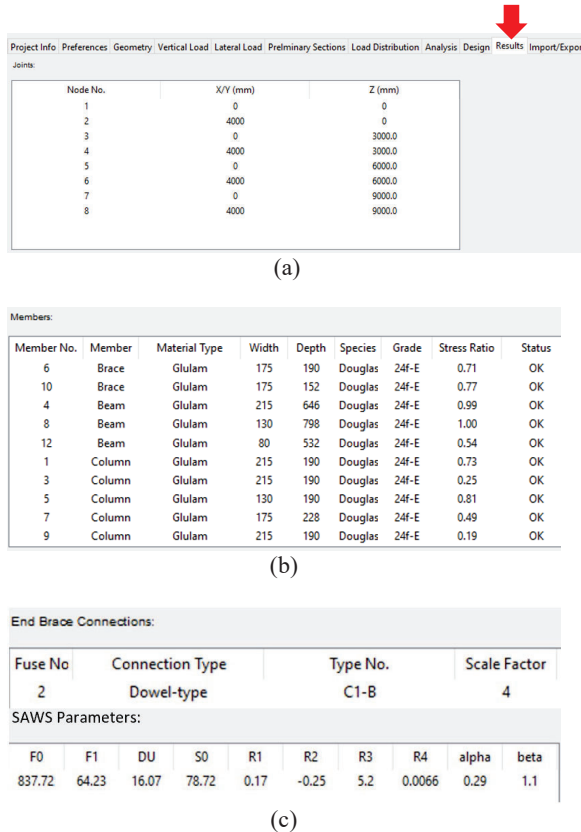 Project Info Preferences Geometry Vertical Load Lateral Load Prelminary Sections Load Distribution Analysis Design Results Import/Expor
Joints:
Node No. X/Y (mm) Z (mm)
1 0 0
2 4000 0
3 0 3000.0
4 4000 3000.0
5 0 6000.0
6 4000 6000.0
7 0 9000.0
8 4000 9000.0
(a)
Members:
Member No. Member Material Type Width Depth Species Grade Stress Ratio Status
6 Brace Glulam 175 190 Douglas 24f-E 0.71 OK
10 Brace Glulam 175 152 Douglas 24f-E 0.77 OK
4 Beam Glulam 215 646 Douglas 24f-E 0.99 OK
8 Beam Glulam 130 798 Douglas 24f-E 1.00 OK
12 Beam Glulam 80 532 Douglas 24f-E 0.54 OK
1 Column Glulam 215 190 Douglas 24f-E 0.73 OK
3 Column Glulam 215 190 Douglas 24f-E 0.25 OK
5 Column Glulam 130 190 Douglas 24f-E 0.81 OK
7 Column Glulam 175 228 Douglas 24f-E 0.49 OK
9 Column Glulam 215 190 Douglas 24f-E 0.19 OK
(b)
End Brace Connections:
Fuse No Connection Type Type No. Scale Factor
2 Dowel-type C1-B 4
SAWS Parameters:
F0 F1 DU S0 R1 R2 R3 R4 alpha beta
837.72 64.23 16.07 78.72 0.17 -0.25 5.2 0.0066 0.29 1.1
(c)